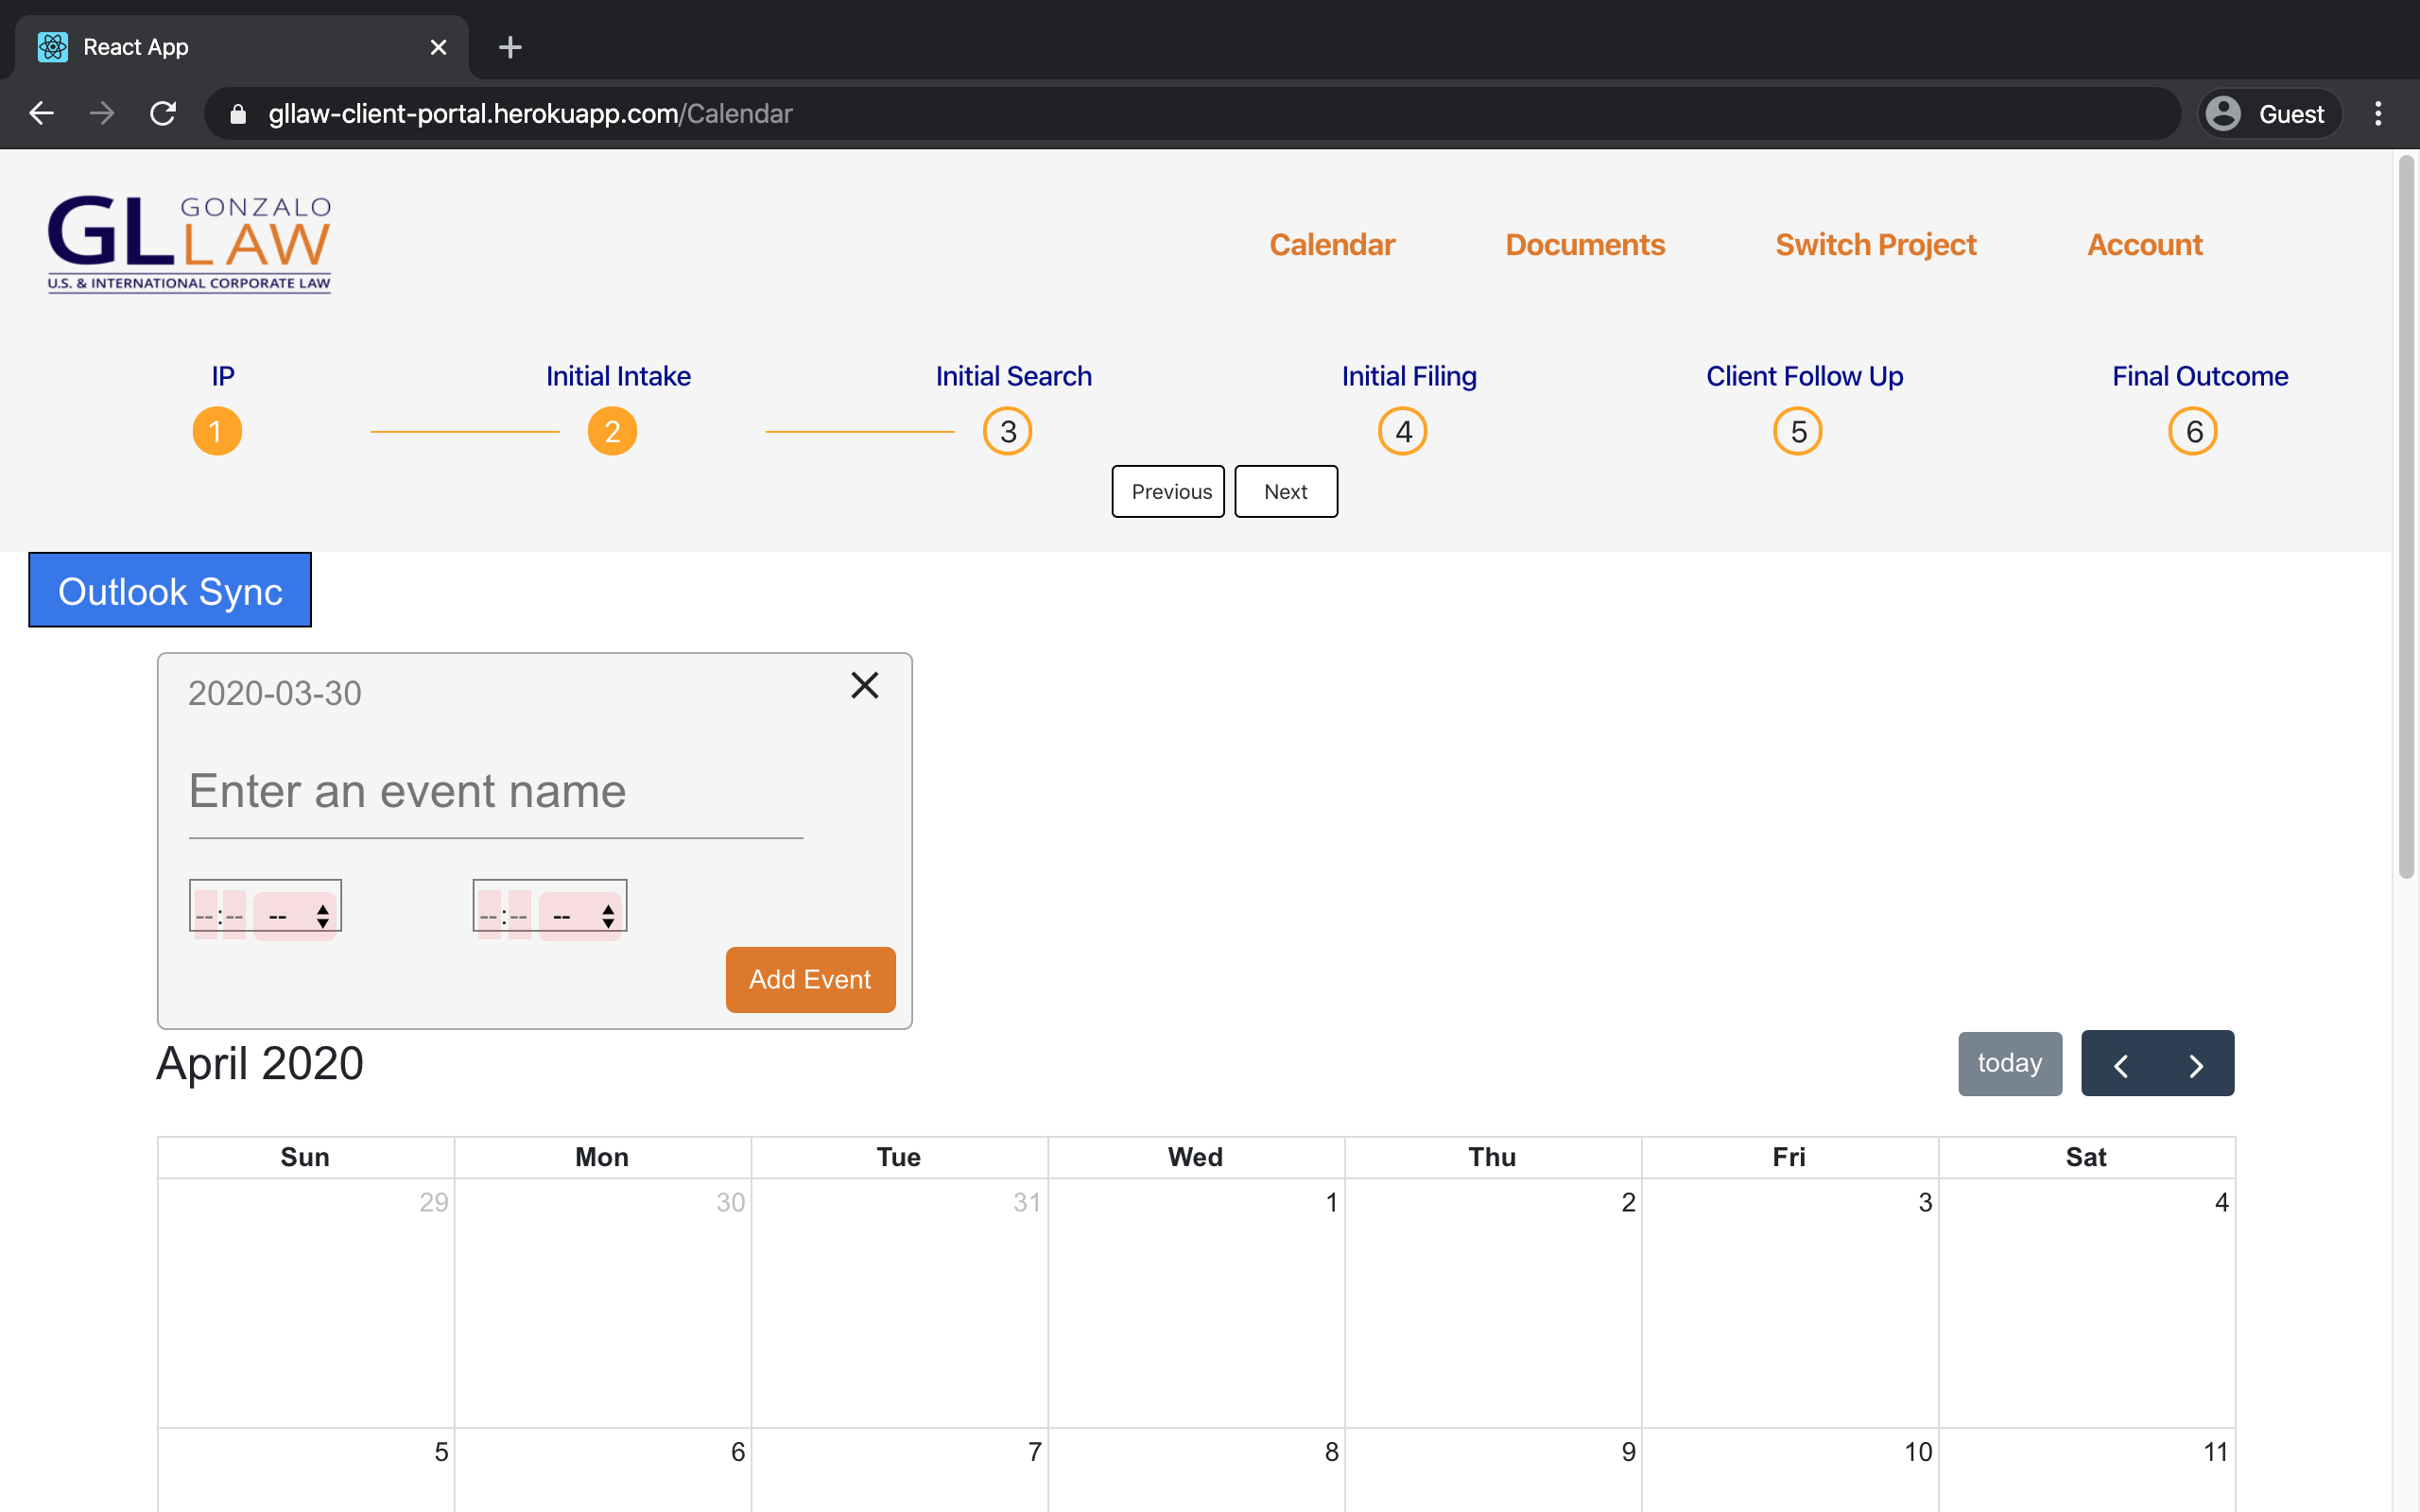 React App
gllaw-client-portal.herokuapp.com/Calendar
Guest
GL GONZALO LAW
U.S. & INTERNATIONAL CORPORATE LAW
Calendar Documents Switch Project Account
IP Initial Intake Initial Search Initial Filing Client Follow Up Final Outcome
1 2 3 4 5 6
Previous Next
Outlook Sync
2020-03-30
Enter an event name
--:-- -- --:-- --
Add Event
April 2020
today
Sun Mon Tue Wed Thu Fri Sat
29 30 31 1 2 3 4
5 6 7 8 9 10 11